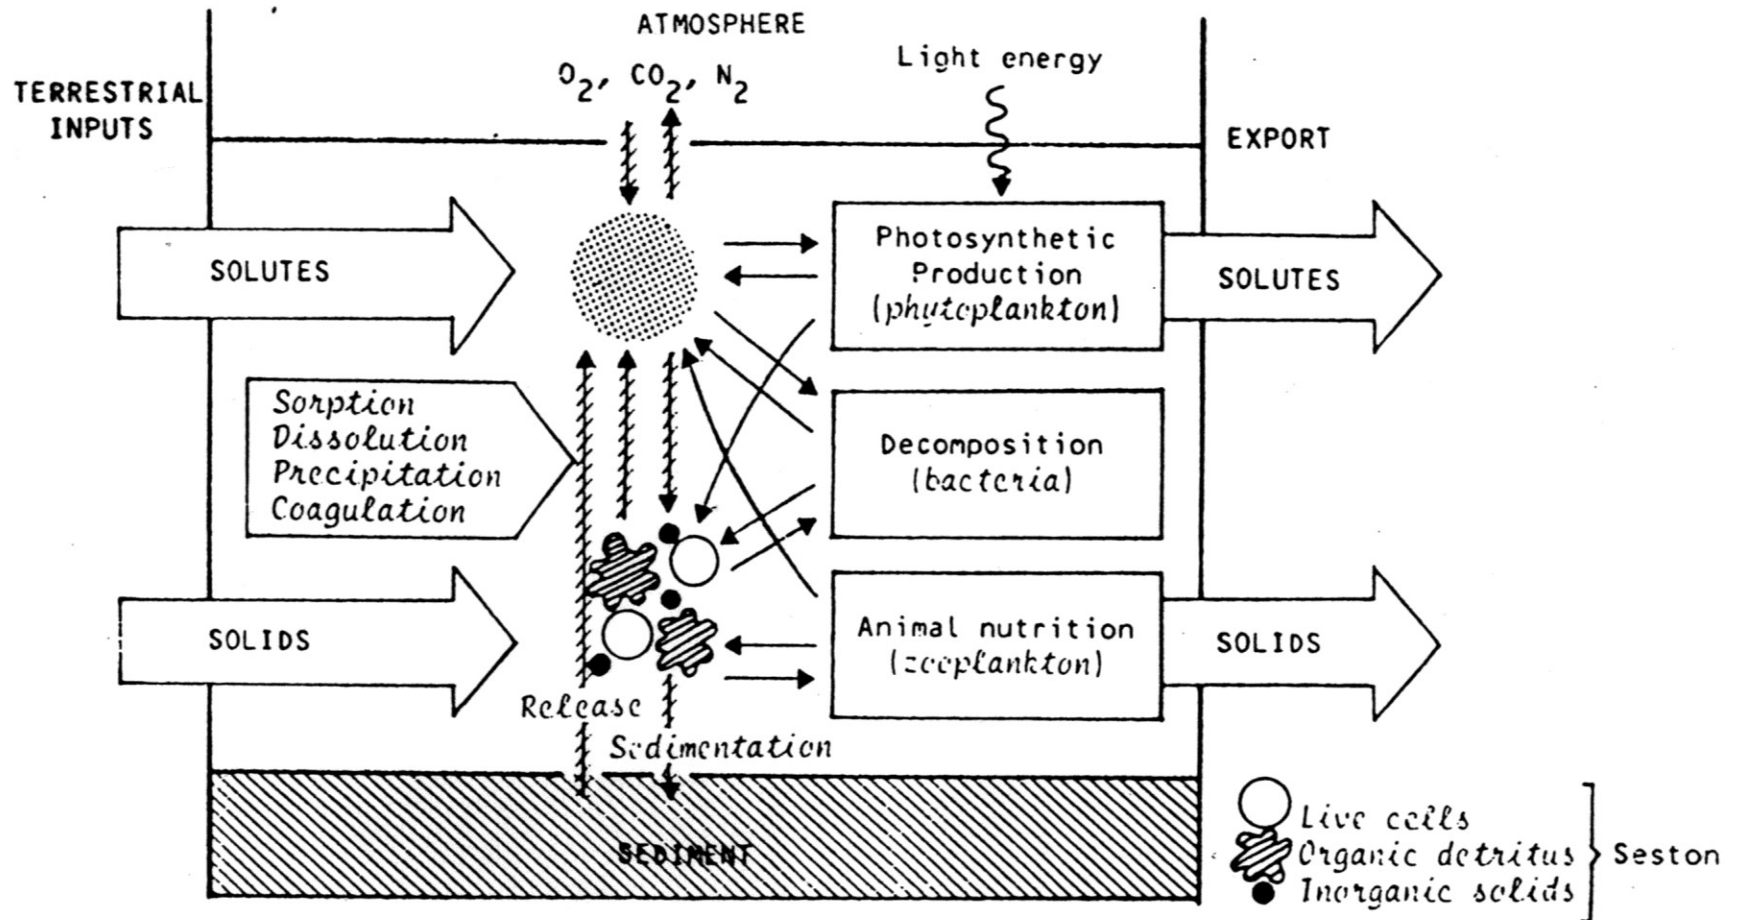 ATMOSPHERE
O2, CO2, N2
Light energy
TERRESTRIAL
INPUTS
EXPORT
SOLUTES
Photosynthetic
Production
(phytoplankton)
SOLUTES
Sorption
Dissolution
Precipitation
Coagulation
Decomposition
(bacteria)
SOLIDS
Animal nutrition
(zooplankton)
SOLIDS
Release
Sedimentation
SEDIMENT
Live cells
Organic detritus
Inorganic solids
Seston